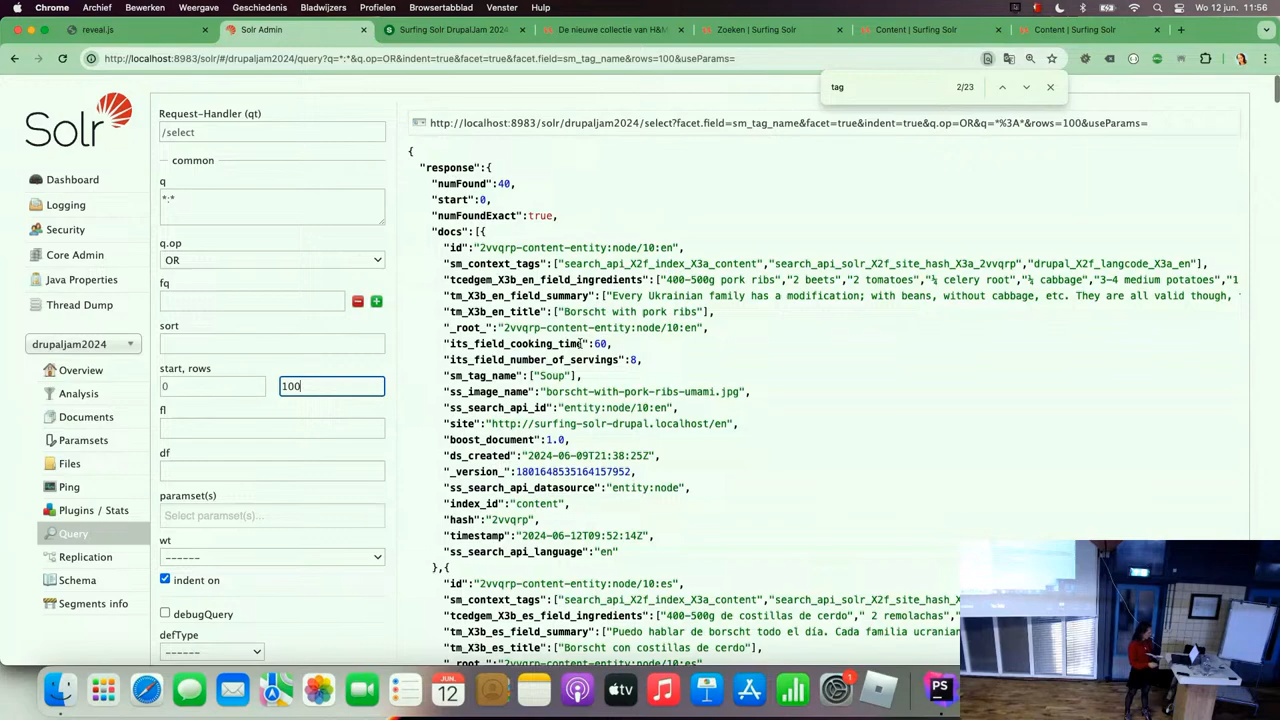 Chrome Archief Bewerken Weergave Geschiedenis Bladwijzers Profielen Browsertabblad Venster Help Wo 12 jun. 11:56
reveal.js Solr Admin Surfing Solr DrupalJam 2024 De nieuwe collectie van H&M Zoeken | Surfing Solr Content | Surfing Solr Content | Surfing Solr
http://localhost:8983/solr/#/drupaljam2024/query?q=*:*&q.op=OR&indent=true&facet=true&facet.field=sm_tag_name&rows=100&useParams=
tag 2/23
Solr
Dashboard
Logging
Security
Core Admin
Java Properties
Thread Dump
drupaljam2024
Overview
Analysis
Documents
Paramsets
Files
Ping
Plugins / Stats
Query
Replication
Schema
Segments info
Request-Handler (qt)
/select
common
q
*:*
q.op
OR
fq
sort
start, rows
0 100
fl
df
paramset(s)
Select paramset(s)...
wt
------
indent on
debugQuery
defType
------
http://localhost:8983/solr/drupaljam2024/select?facet.field=sm_tag_name&facet=true&indent=true&q.op=OR&q=*%3A*&rows=100&useParams=
{
"response":{
"numFound":40,
"start":0,
"numFoundExact":true,
"docs":[{
"id":"2vvqrp-content-entity:node/10:en",
"sm_context_tags":["search_api_X2f_index_X3a_content","search_api_solr_X2f_site_hash_X3a_2vvqrp","drupal_X2f_langcode_X3a_en"],
"tcedgem_X3b_en_field_ingredients":["400-500g pork ribs","2 beets","2 tomatoes","½ celery root","½ cabbage","3-4 medium potatoes","1
"tm_X3b_en_field_summary":["Every Ukrainian family has a modification; with beans, without cabbage, etc. They are all valid though,
"tm_X3b_en_title":["Borscht with pork ribs"],
"_root_":"2vvqrp-content-entity:node/10:en",
"its_field_cooking_time":60,
"its_field_number_of_servings":8,
"sm_tag_name":["Soup"],
"ss_image_name":"borscht-with-pork-ribs-umami.jpg",
"ss_search_api_id":"entity:node/10:en",
"site":"http://surfing-solr-drupal.localhost/en",
"boost_document":1.0,
"ds_created":"2024-06-09T21:38:25Z",
"_version_":1801648535164157952,
"ss_search_api_datasource":"entity:node",
"index_id":"content",
"hash":"2vvqrp",
"timestamp":"2024-06-12T09:52:14Z",
"ss_search_api_language":"en"
},{
"id":"2vvqrp-content-entity:node/10:es",
"sm_context_tags":["search_api_X2f_index_X3a_content","search_api_solr_X2f_site_hash_X
"tcedgem_X3b_es_field_ingredients":["400-500g de costillas de cerdo"," 2 remolachas"
"tm_X3b_es_field_summary":["Puedo hablar de borscht todo el día. Cada familia ucrania
"tm_X3b_es_title":["Borscht con costillas de cerdo"],
"_root_":"2vvqrp-content-entity:node/10:es",
JUN.
12
tv
1
PS